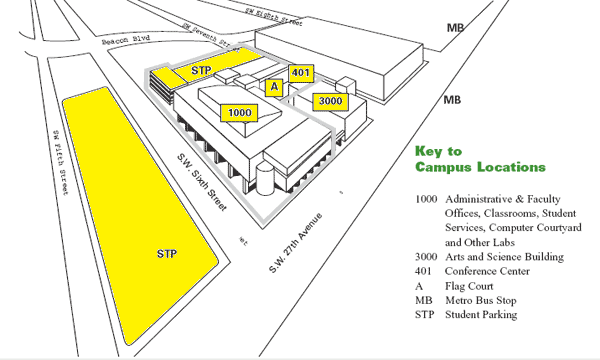 SW Eighth Street
MB
SW Seventh Street
Beacon Blvd
STP
401
A
3000
1000
MB
SW Fifth Street
S.W. Sixth Street
S.W. 27th Avenue
STP
Key to
Campus Locations
1000 Administrative & Faculty
Offices, Classrooms, Student
Services, Computer Courtyard
and Other Labs
3000 Arts and Science Building
401 Conference Center
A Flag Court
MB Metro Bus Stop
STP Student Parking